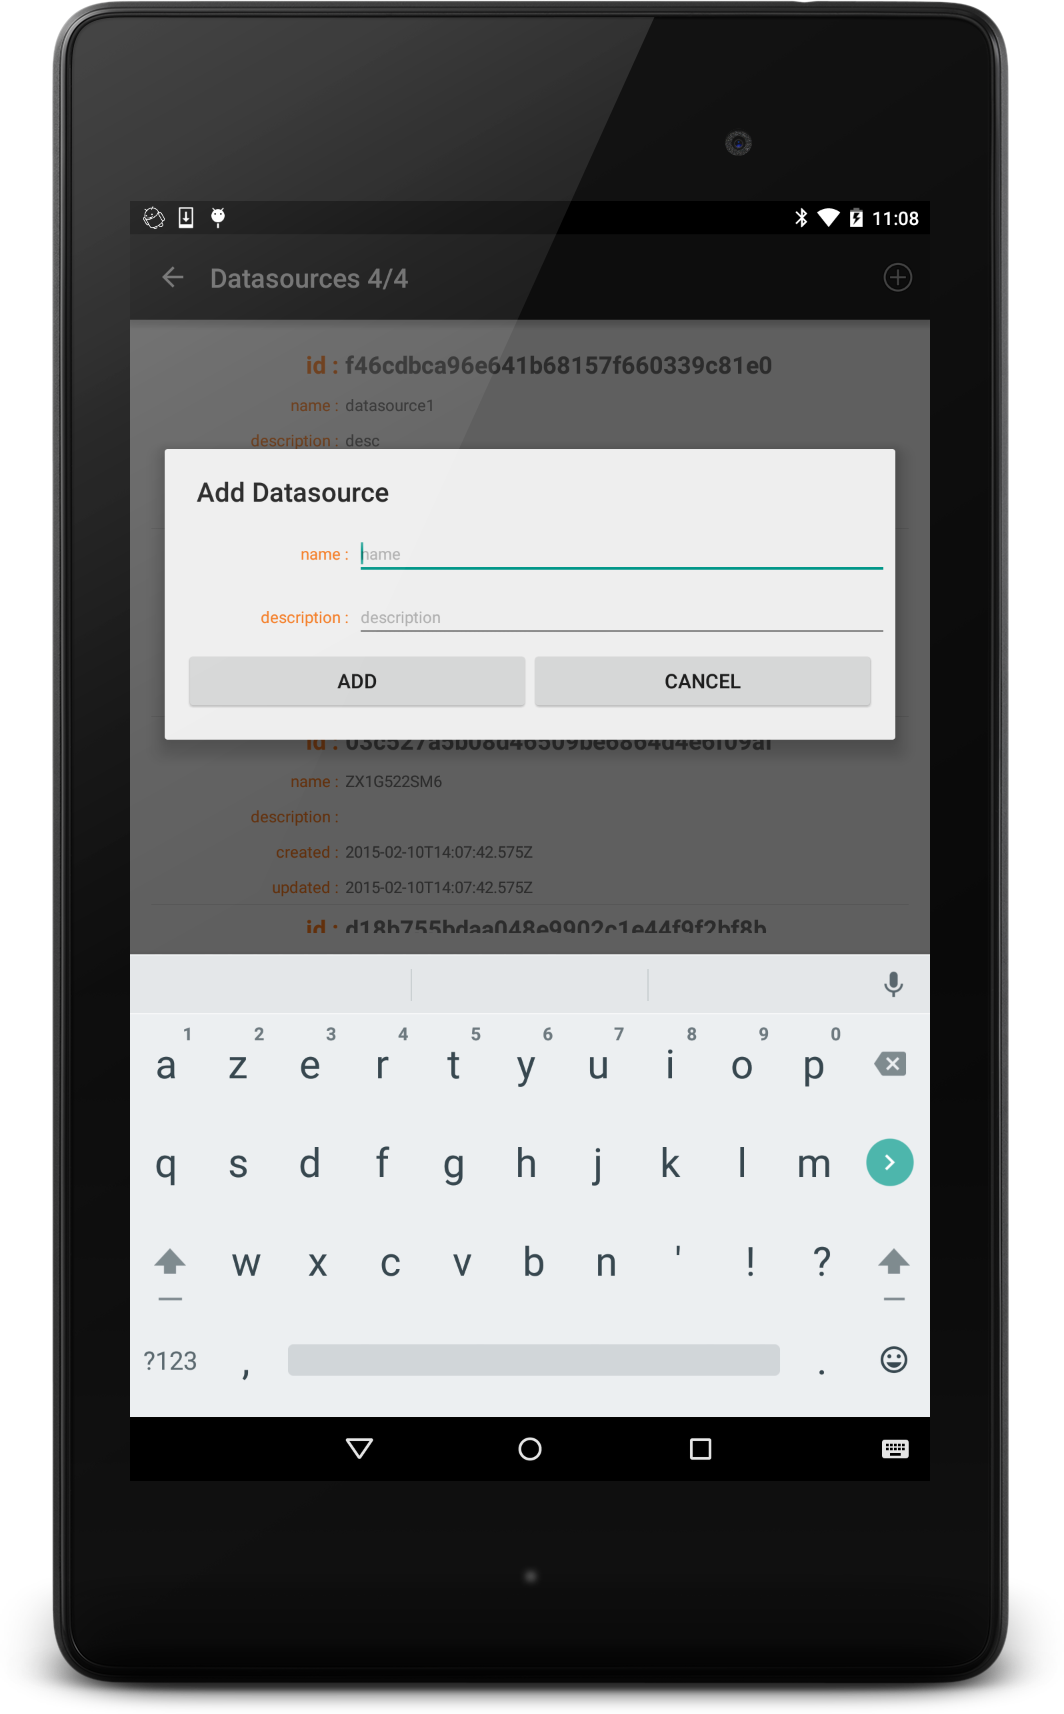 11:08
Datasources 4/4
id : f46cdbca96e641b68157f660339c81e0
name : datasource1
description : desc
Add Datasource
name : name
description : description
ADD CANCEL
id :
name : ZX1G522SM6
description :
created : 2015-02-10T14:07:42.575Z
updated : 2015-02-10T14:07:42.575Z
id : d18b755bdaa048e9902c1e44f9f2bf8b
1 2 3 4 5 6 7 8 9 0
a z e r t y u i o p
q s d f g h j k l m
w x c v b n ' ! ?
?123 , .